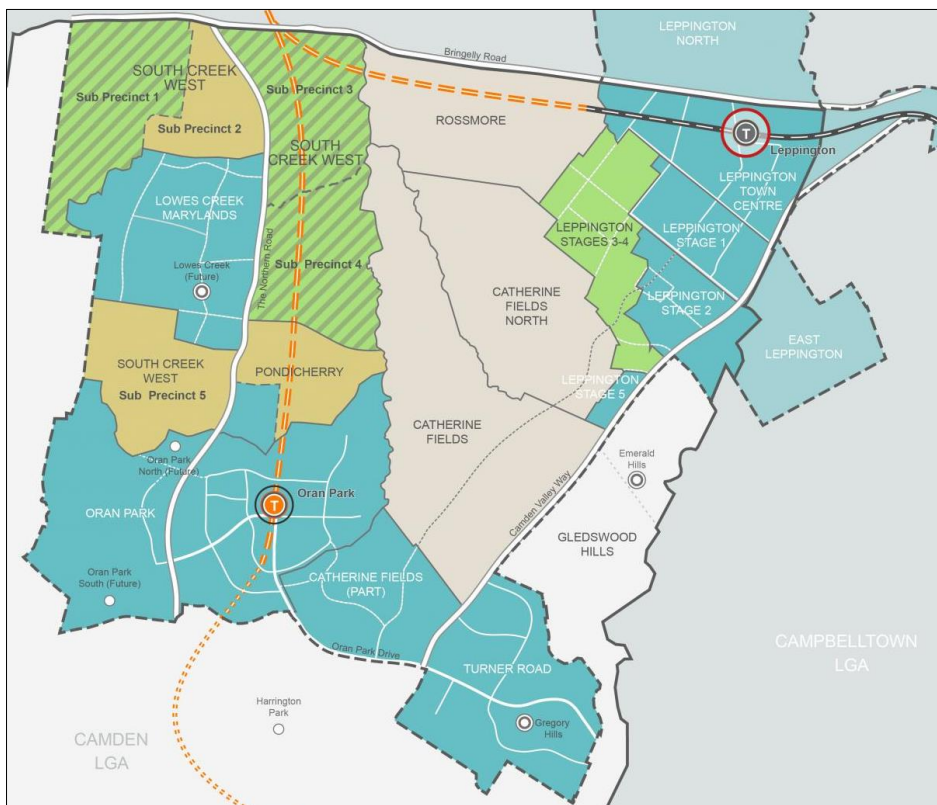 LEPPINGTON
NORTH
Bringelly Road
SOUTH CREEK
WEST
Sub Precinct 1
Sub Precinct 2
Sub Precinct 3
ROSSMORE
T
Leppington
SOUTH
CREEK WEST
LEPPINGTON
TOWN
CENTRE
LOWES CREEK
MARYLANDS
LEPPINGTON
STAGES 3-4
LEPPINGTON
STAGE 1
Lowes Creek
(Future)
The Northern Road
Sub Precinct 4
CATHERINE
FIELDS
NORTH
LEPPINGTON
STAGE 2
EAST
LEPPINGTON
SOUTH CREEK
WEST
Sub Precinct 5
POND CHERRY
LEPPINGTON
STAGE 5
CATHERINE
FIELDS
Oran Park
North (Future)
Emerald
Hills
Camden Valley Way
ORAN PARK
T
Oran Park
GLEDSWOOD
HILLS
Oran Park
South (Future)
CATHERINE FIELDS
(PART)
Oran Park Drive
TURNER ROAD
CAMPBELLTOWN
LGA
Harrington
Park
Gregory
Hills
CAMDEN
LGA